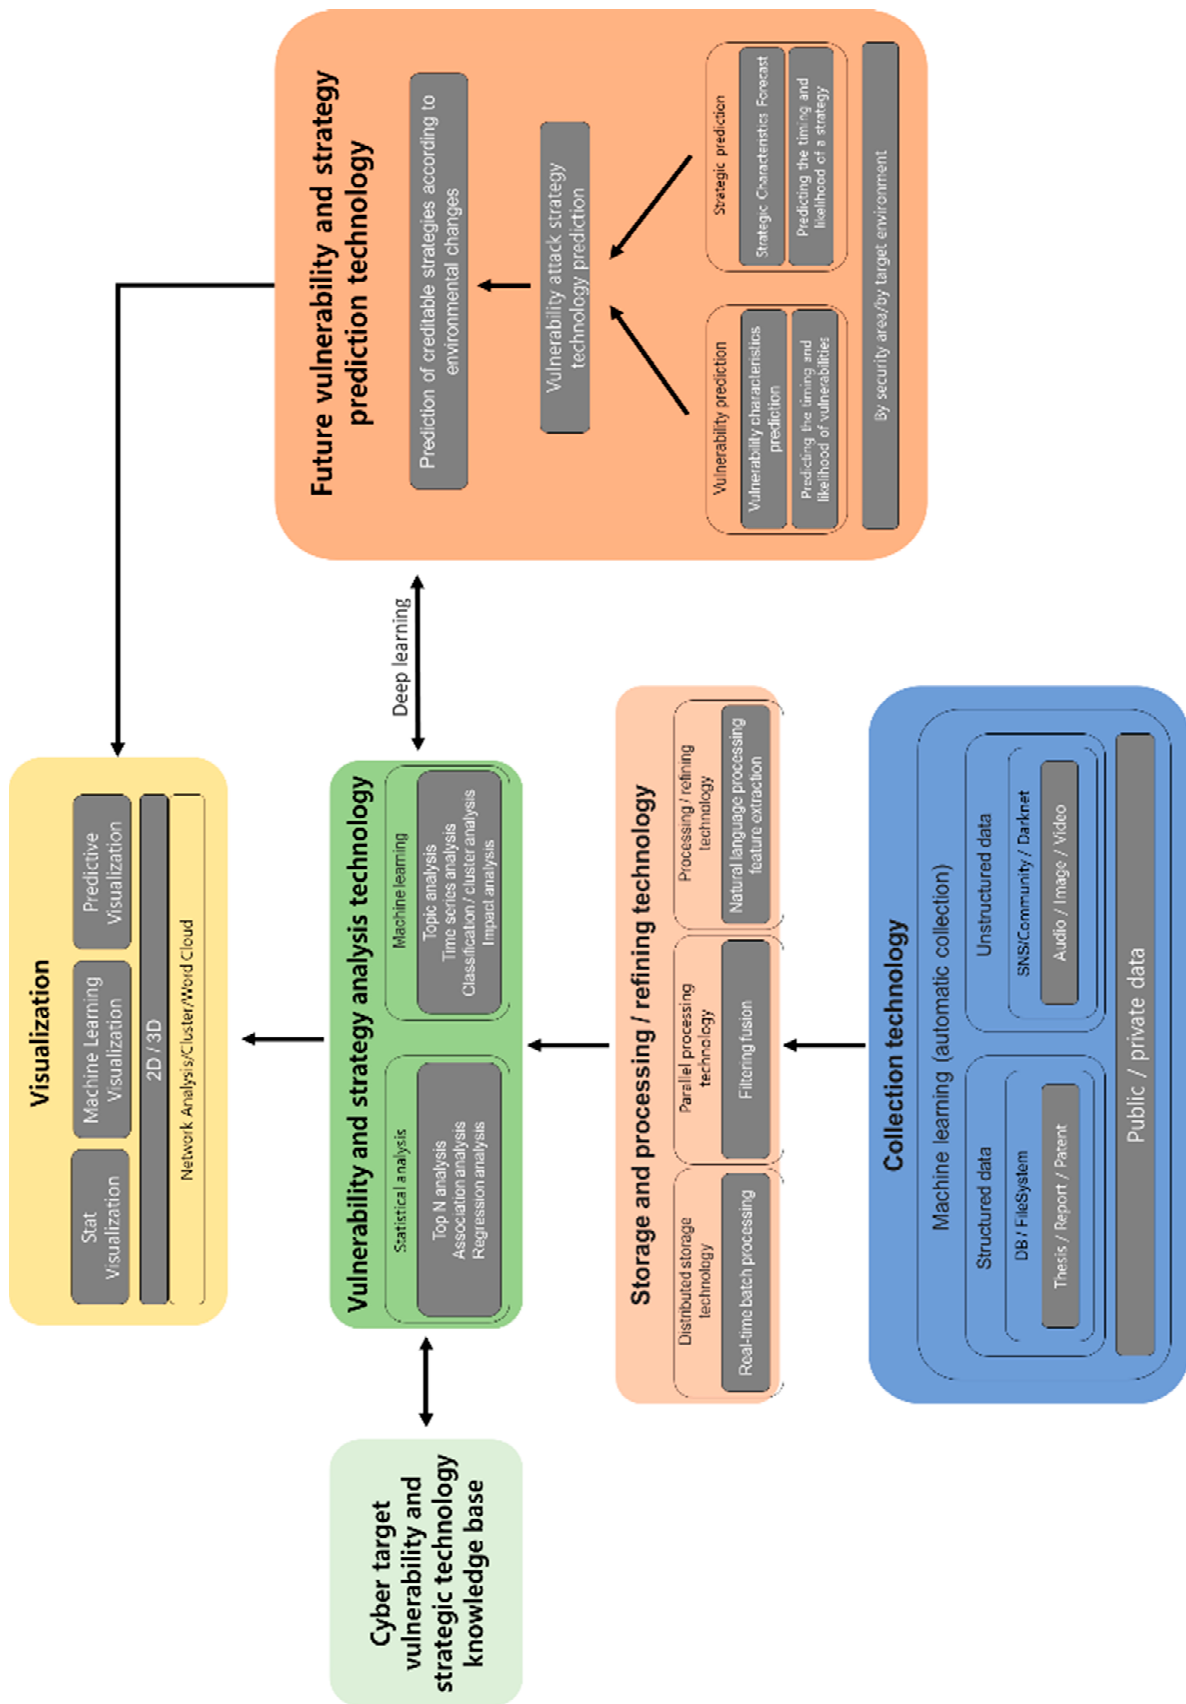 Visualization
Stat
Visualization
Machine Learning
Visualization
Predictive
Visualization
2D / 3D
Network Analysis/Cluster/Word Cloud
Future vulnerability and strategy
prediction technology
Prediction of creditable strategies according to
environmental changes
Vulnerability attack strategy
technology prediction
Vulnerability prediction
Vulnerability characteristics
prediction
Predicting the timing and
likelihood of vulnerabilities
Strategic prediction
Strategic Characteristics Forecast
Predicting the timing and
likelihood of a strategy
By security area/by target environment
Deep learning
Cyber target
vulnerability and
strategic technology
knowledge base
Vulnerability and strategy analysis technology
Statistical analysis
Top N analysis
Association analysis
Regression analysis
Machine learning
Topic analysis
Time series analysis
Classification / cluster analysis
Impact analysis
Storage and processing / refining technology
Distributed storage
technology
Real-time batch processing
Parallel processing
technology
Filtering fusion
Processing / refining
technology
Natural language processing
feature extraction
Collection technology
Machine learning (automatic collection)
Structured data
DB / FileSystem
Thesis / Report / Patent
Unstructured data
SNS/Community / Darknet
Audio / Image / Video
Public / private data